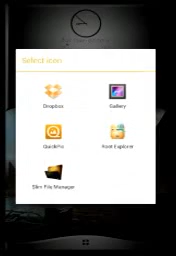 Select icon
Dropbox
Gallery
QuickPic
Root Explorer
Slim File Manager